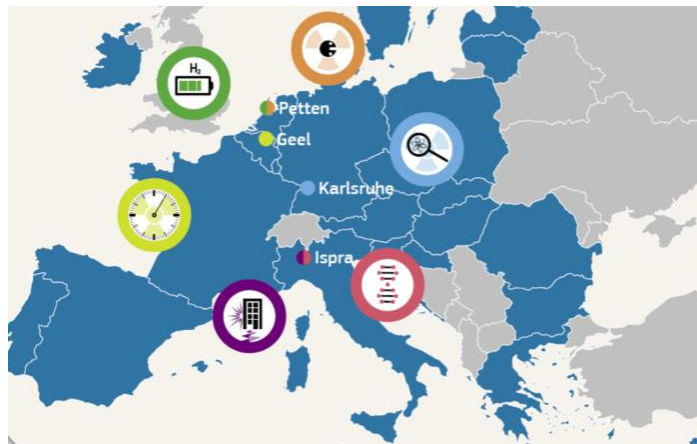 H₂
Petten
Geel
Karlsruhe
Ispra